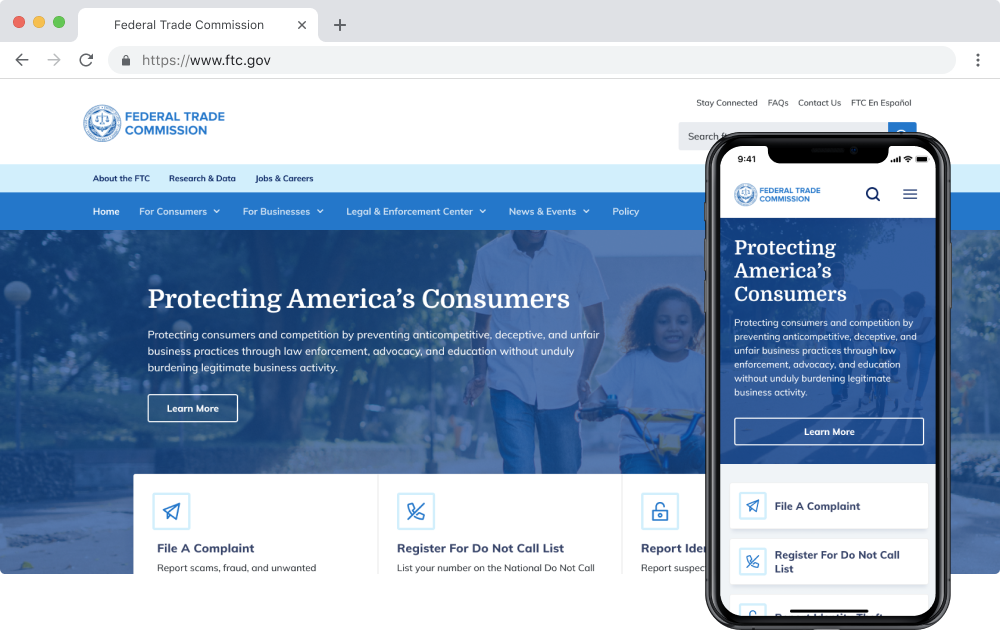 Federal Trade Commission
https://www.ftc.gov
Stay Connected FAQs Contact Us FTC En Español
FEDERAL TRADE
COMMISSION
Search
About the FTC Research & Data Jobs & Careers
Home For Consumers For Businesses Legal & Enforcement Center News & Events Policy
Protecting America's Consumers
Protecting consumers and competition by preventing anticompetitive, deceptive, and unfair
business practices through law enforcement, advocacy, and education without unduly
burdening legitimate business activity.
Learn More
File A Complaint
Report scams, fraud, and unwanted
Register For Do Not Call List
List your number on the National Do Not Call
Report
Report
9:41
FEDERAL TRADE
COMMISSION
Protecting
America's
Consumers
Protecting consumers and competition by
preventing anticompetitive, deceptive, and
unfair business practices through law
enforcement, advocacy, and education
without unduly burdening legitimate
business activity.
Learn More
File A Complaint
Register For Do Not Call
List